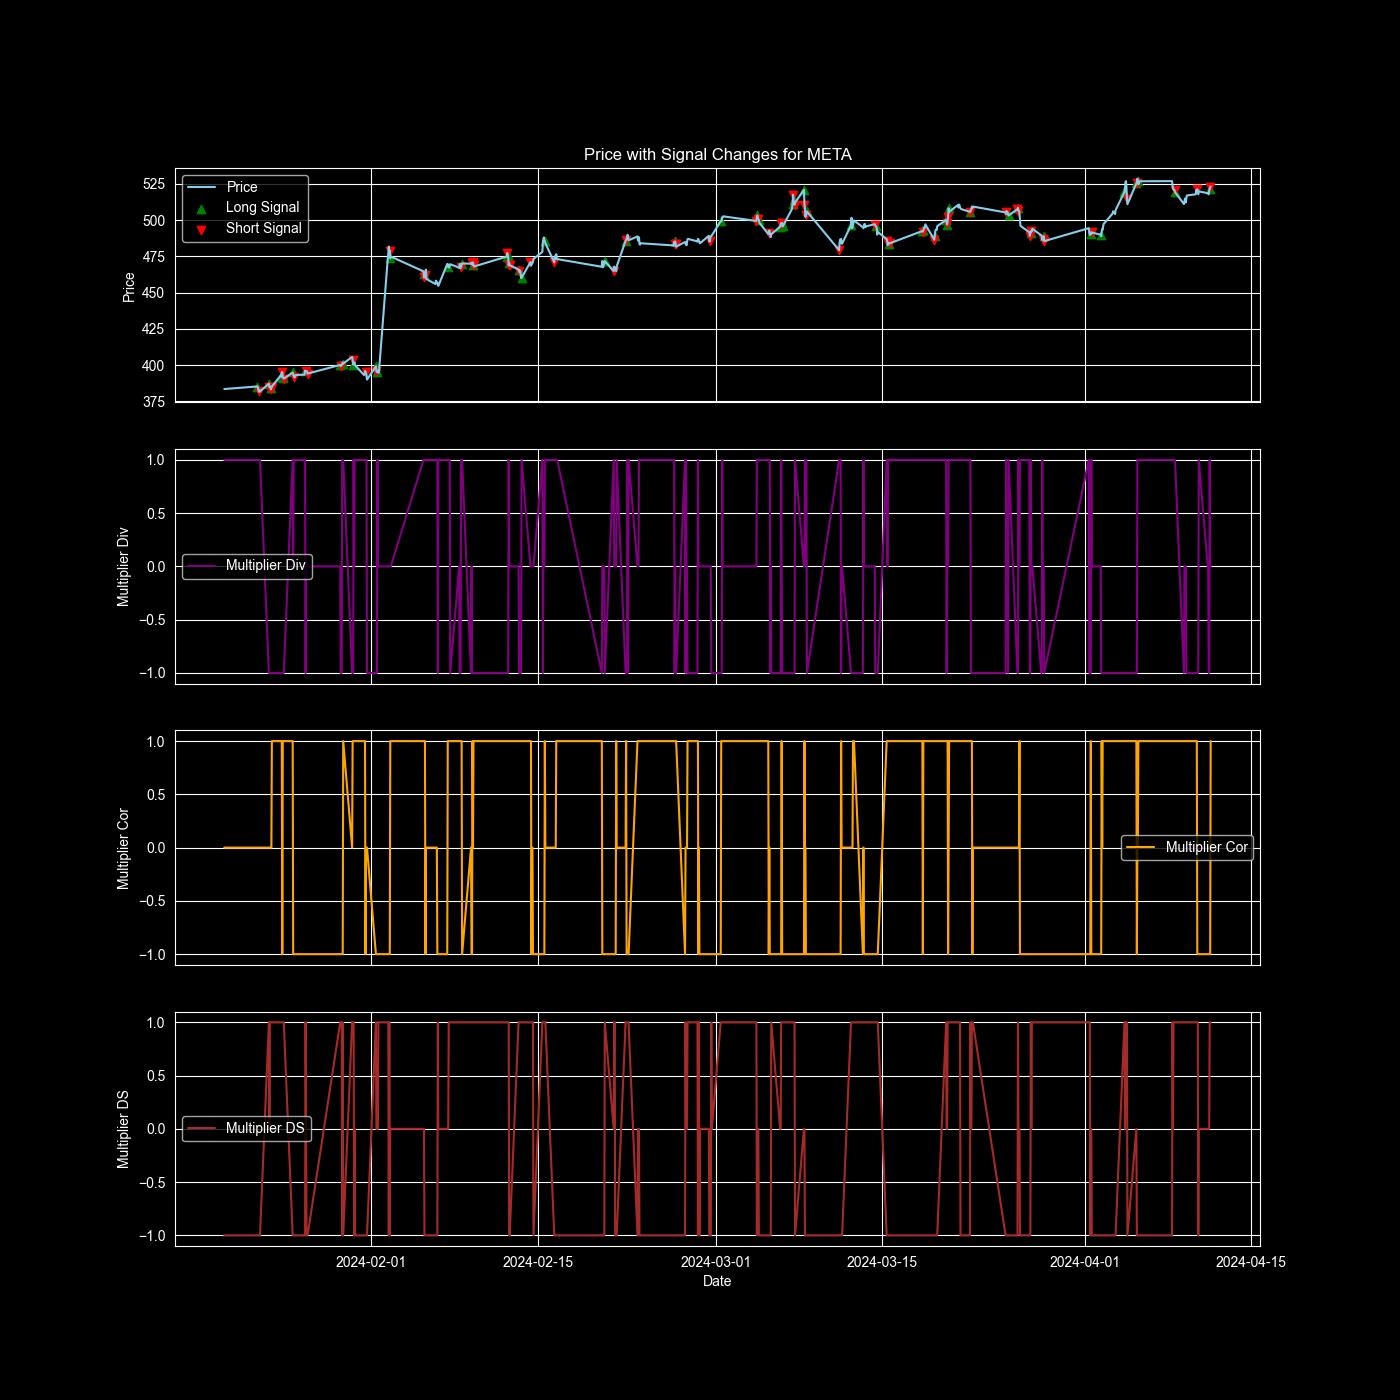 Price with Signal Changes for META
525
500
475
450
425
400
375
Price
Price
Long Signal
Short Signal
1.0
0.5
0.0
−0.5
−1.0
Multiplier Div
Multiplier Div
1.0
0.5
0.0
−0.5
−1.0
Multiplier Cor
Multiplier Cor
1.0
0.5
0.0
−0.5
−1.0
Multiplier DS
Multiplier DS
2024-02-01
2024-02-15
2024-03-01
2024-03-15
2024-04-01
2024-04-15
Date